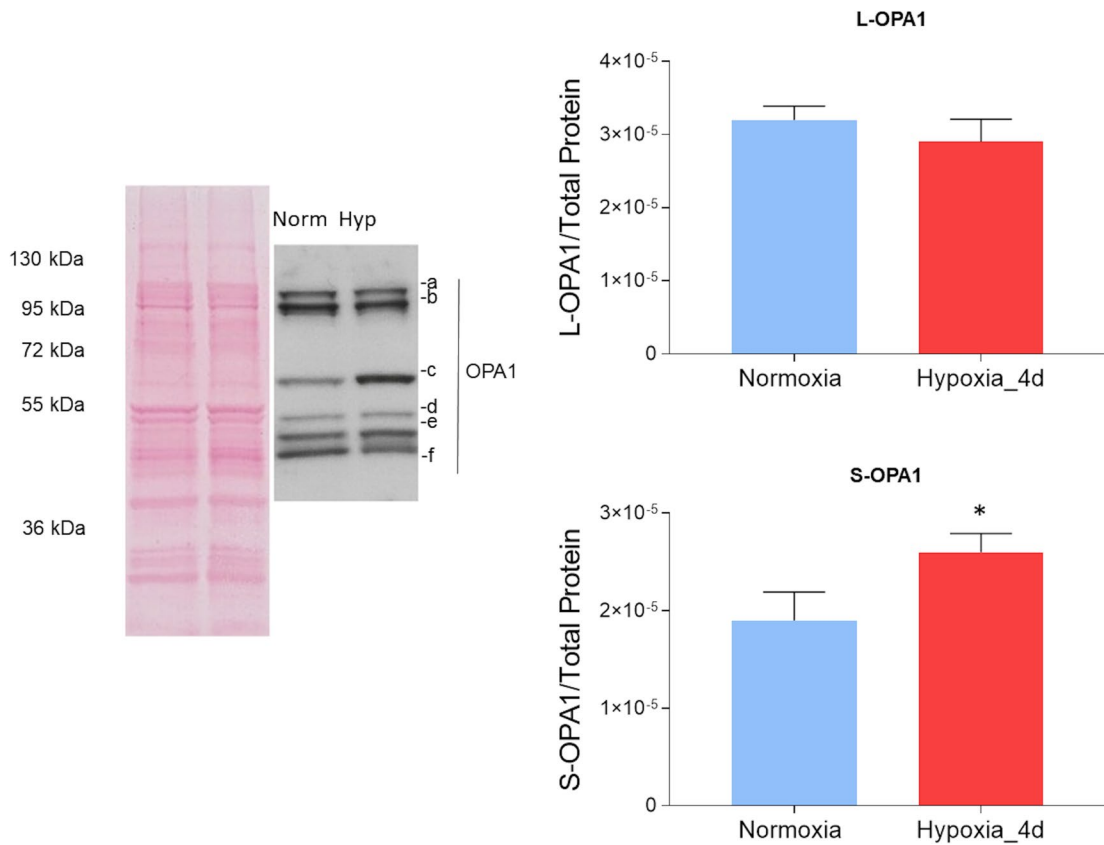 Norm Hyp
130 kDa
95 kDa
72 kDa
55 kDa
36 kDa
-a
-b
-c
-d
-e
-f
OPA1
L-OPA1
L-OPA1/Total Protein
4×10⁻⁵
3×10⁻⁵
2×10⁻⁵
1×10⁻⁵
0
Normoxia
Hypoxia_4d
S-OPA1
S-OPA1/Total Protein
3×10⁻⁵
2×10⁻⁵
1×10⁻⁵
0
*
Normoxia
Hypoxia_4d